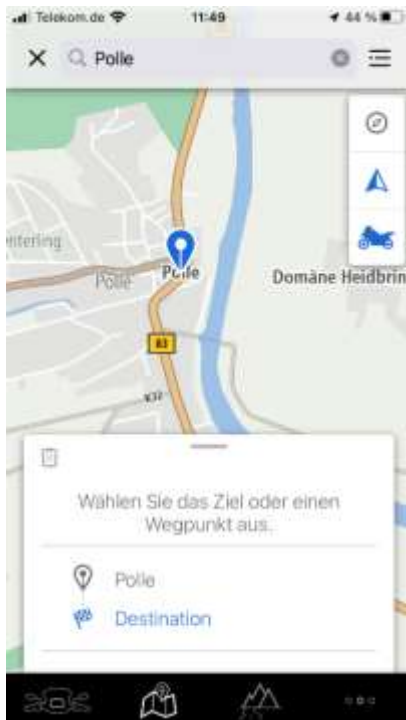 Telekom.de 11:49 44 %
Polle
Polle
Polle
Domäne Heidbrin
83
Wählen Sie das Ziel oder einen
Wegpunkt aus.
Polle
Destination